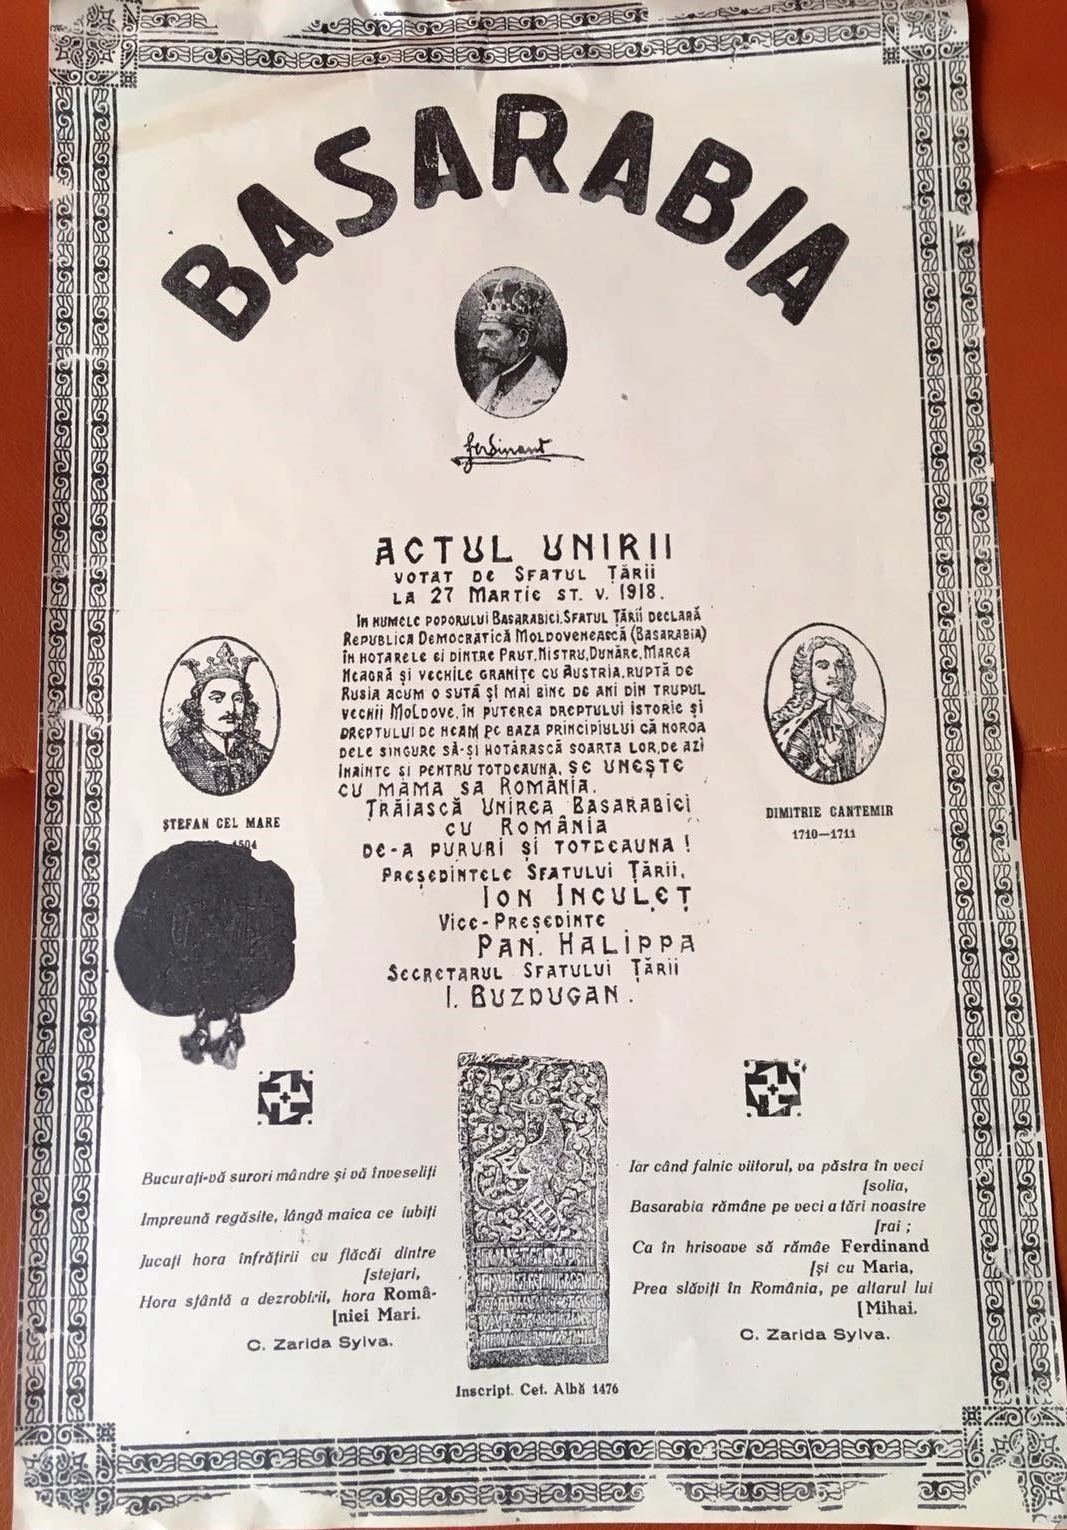 BASARABIA
Ferdinand
ACTUL UNIRII
VOTAT DE SFATUL ȚĂRII
LA 27 MARTIE ST. V. 1918.
ÎN NUMELE POPORULUI BASARABIEI, SFATUL ȚĂRII DECLARĂ
REPUBLICA DEMOCRATICĂ MOLDOVENEASCĂ (BASARABIA)
ÎN HOTARELE EI DINTRE PRUT, NISTRU, DUNĂRE, MAREA
NEAGRĂ ȘI VECHILE GRANIȚE CU AUSTRIA, RUPTĂ DE
RUSIA ACUM O SUTĂ ȘI MAI BINE DE ANI DIN TRUPUL
VECHII MOLDOVE, ÎN PUTEREA DREPTULUI ISTORIC ȘI
DREPTULUI DE NEAM PE BAZA PRINCIPIULUI CĂ NOROA
DELE SINGURE SĂ-ȘI HOTĂRASCĂ SOARTA LOR, DE AZI
ÎNAINTE ȘI PENTRU TOTDEAUNA, SE UNEȘTE
CU MAMA SA ROMÂNIA.
TRĂIASCĂ UNIREA BASARABIEI
CU ROMÂNIA
DE-A PURURI ȘI TOTDEAUNA !
PREȘEDINTELE SFATULUI ȚĂRII,
ION INCULEȚ
VICE-PREȘEDINTE
PAN. HALIPPA
SECRETARUL SFATULUI ȚĂRII
I. BUZDUGAN.
ȘTEFAN CEL MARE
1504
DIMITRIE CANTEMIR
1710—1711
Bucurați-vă surori mândre și vă înveseliți
Impreună regăsite, lângă maica ce iubiți
Jucați hora înfrățirii cu flăcăi dintre
[stejari,
Hora sfântă a dezrobirii, hora Româ-
[niei Mari.
C. Zarida Sylva.
Iar când falnic viitorul, va păstra în veci
[solia,
Basarabia rămâne pe veci a țări noastre
[rai ;
Ca în hrisoave să rămâe Ferdinand
[și cu Maria,
Prea slăviți în România, pe altarul lui
[Mihai.
C. Zarida Sylva.
Inscript. Cet. Albă 1476